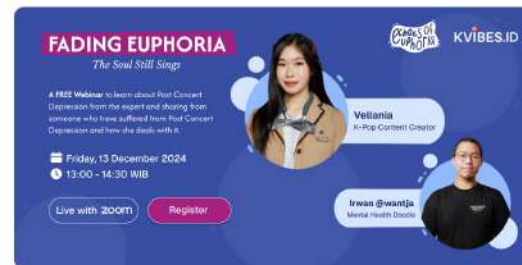 FADING EUPHORIA
The Soul Still Sings
A FREE Webinar to learn about Post Concert
Depression from the expert and sharing from
someone who have suffered from Post Concert
Depression and how she deals with it.
Friday, 13 December 2024
13:00 - 14:30 WIB
Live with zoom
Register
echoes of
euphoria
KVIBES.ID
Vellania
K-Pop Content Creator
Irwan @wantja
Mental Health Doodle